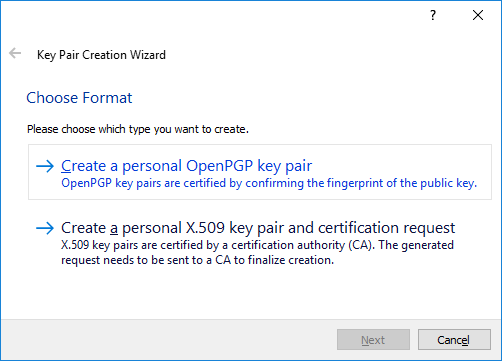 ?
Key Pair Creation Wizard
Choose Format
Please choose which type you want to create.
Create a personal OpenPGP key pair
OpenPGP key pairs are certified by confirming the fingerprint of the public key.
Create a personal X.509 key pair and certification request
X.509 key pairs are certified by a certification authority (CA). The generated
request needs to be sent to a CA to finalize creation.
Next
Cancel